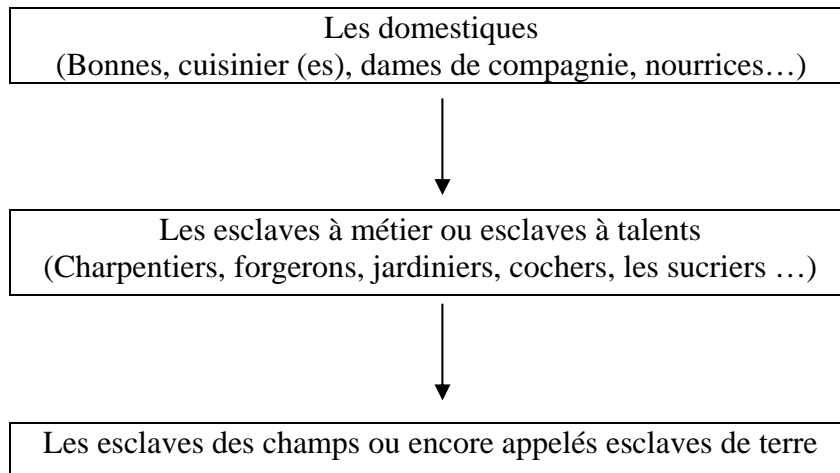 Les domestiques
(Bonnes, cuisinier (es), dames de compagnie, nourrices…)
Les esclaves à métier ou esclaves à talents
(Charpentiers, forgerons, jardiniers, cochers, les sucriers …)
Les esclaves des champs ou encore appelés esclaves de terre